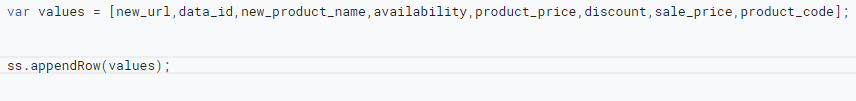 var values = [new_url,data_id,new_product_name,availability,product_price,discount,sale_price,product_code];
ss.appendRow(values);